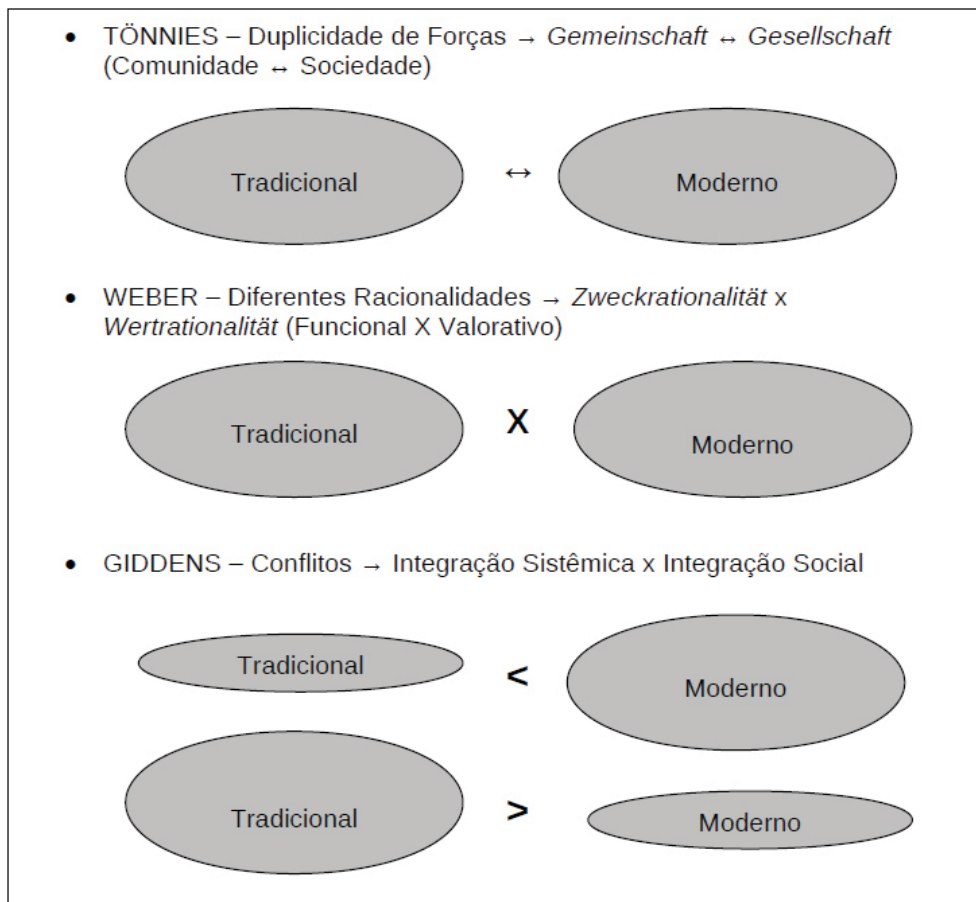 • TÖNNIES – Duplicidade de Forças → Gemeinschaft ↔ Gesellschaft
(Comunidade ↔ Sociedade)
Tradicional ↔ Moderno
• WEBER – Diferentes Racionalidades → Zweckrationalität x
Wertrationalität (Funcional X Valorativo)
Tradicional X Moderno
• GIDDENS – Conflitos → Integração Sistêmica x Integração Social
Tradicional < Moderno
Tradicional > Moderno